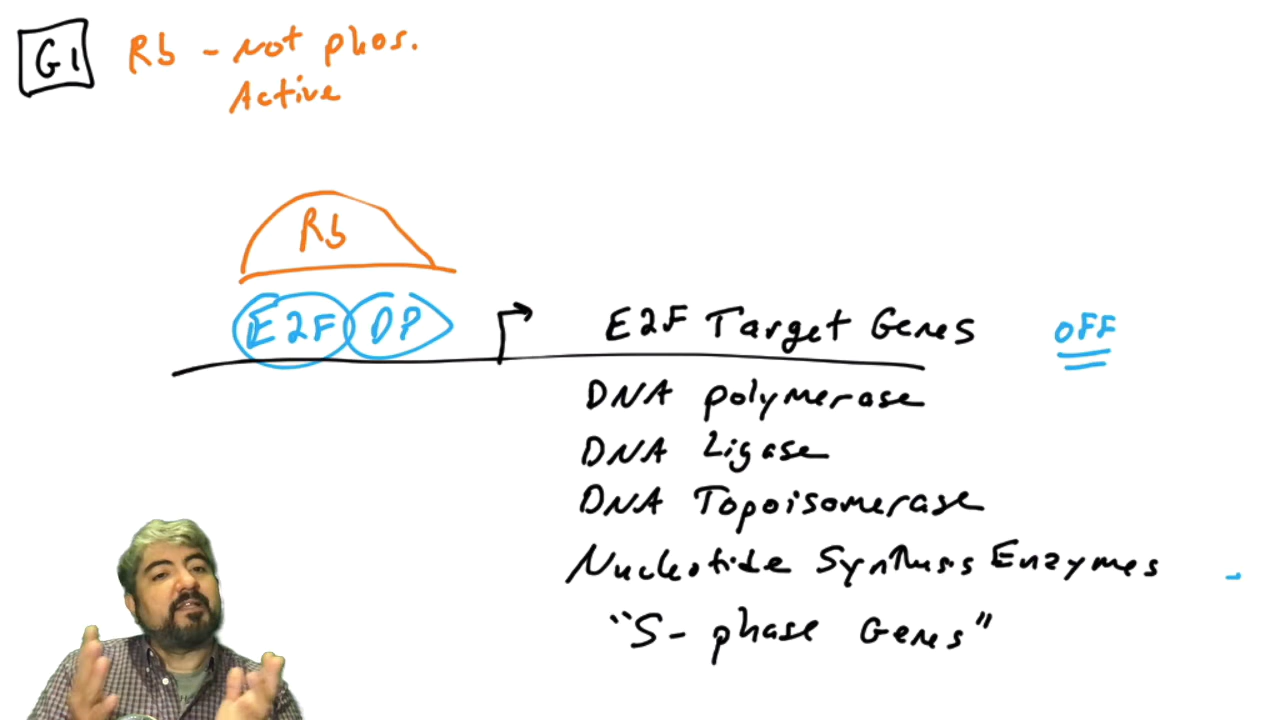 G1 Rb - Not phos.
Active
Rb
E2F DP E2F Target Genes OFF
DNA polymerase
DNA Ligase
DNA Topoisomerase
Nucleotide Synthesis Enzymes
"S-phase Genes"